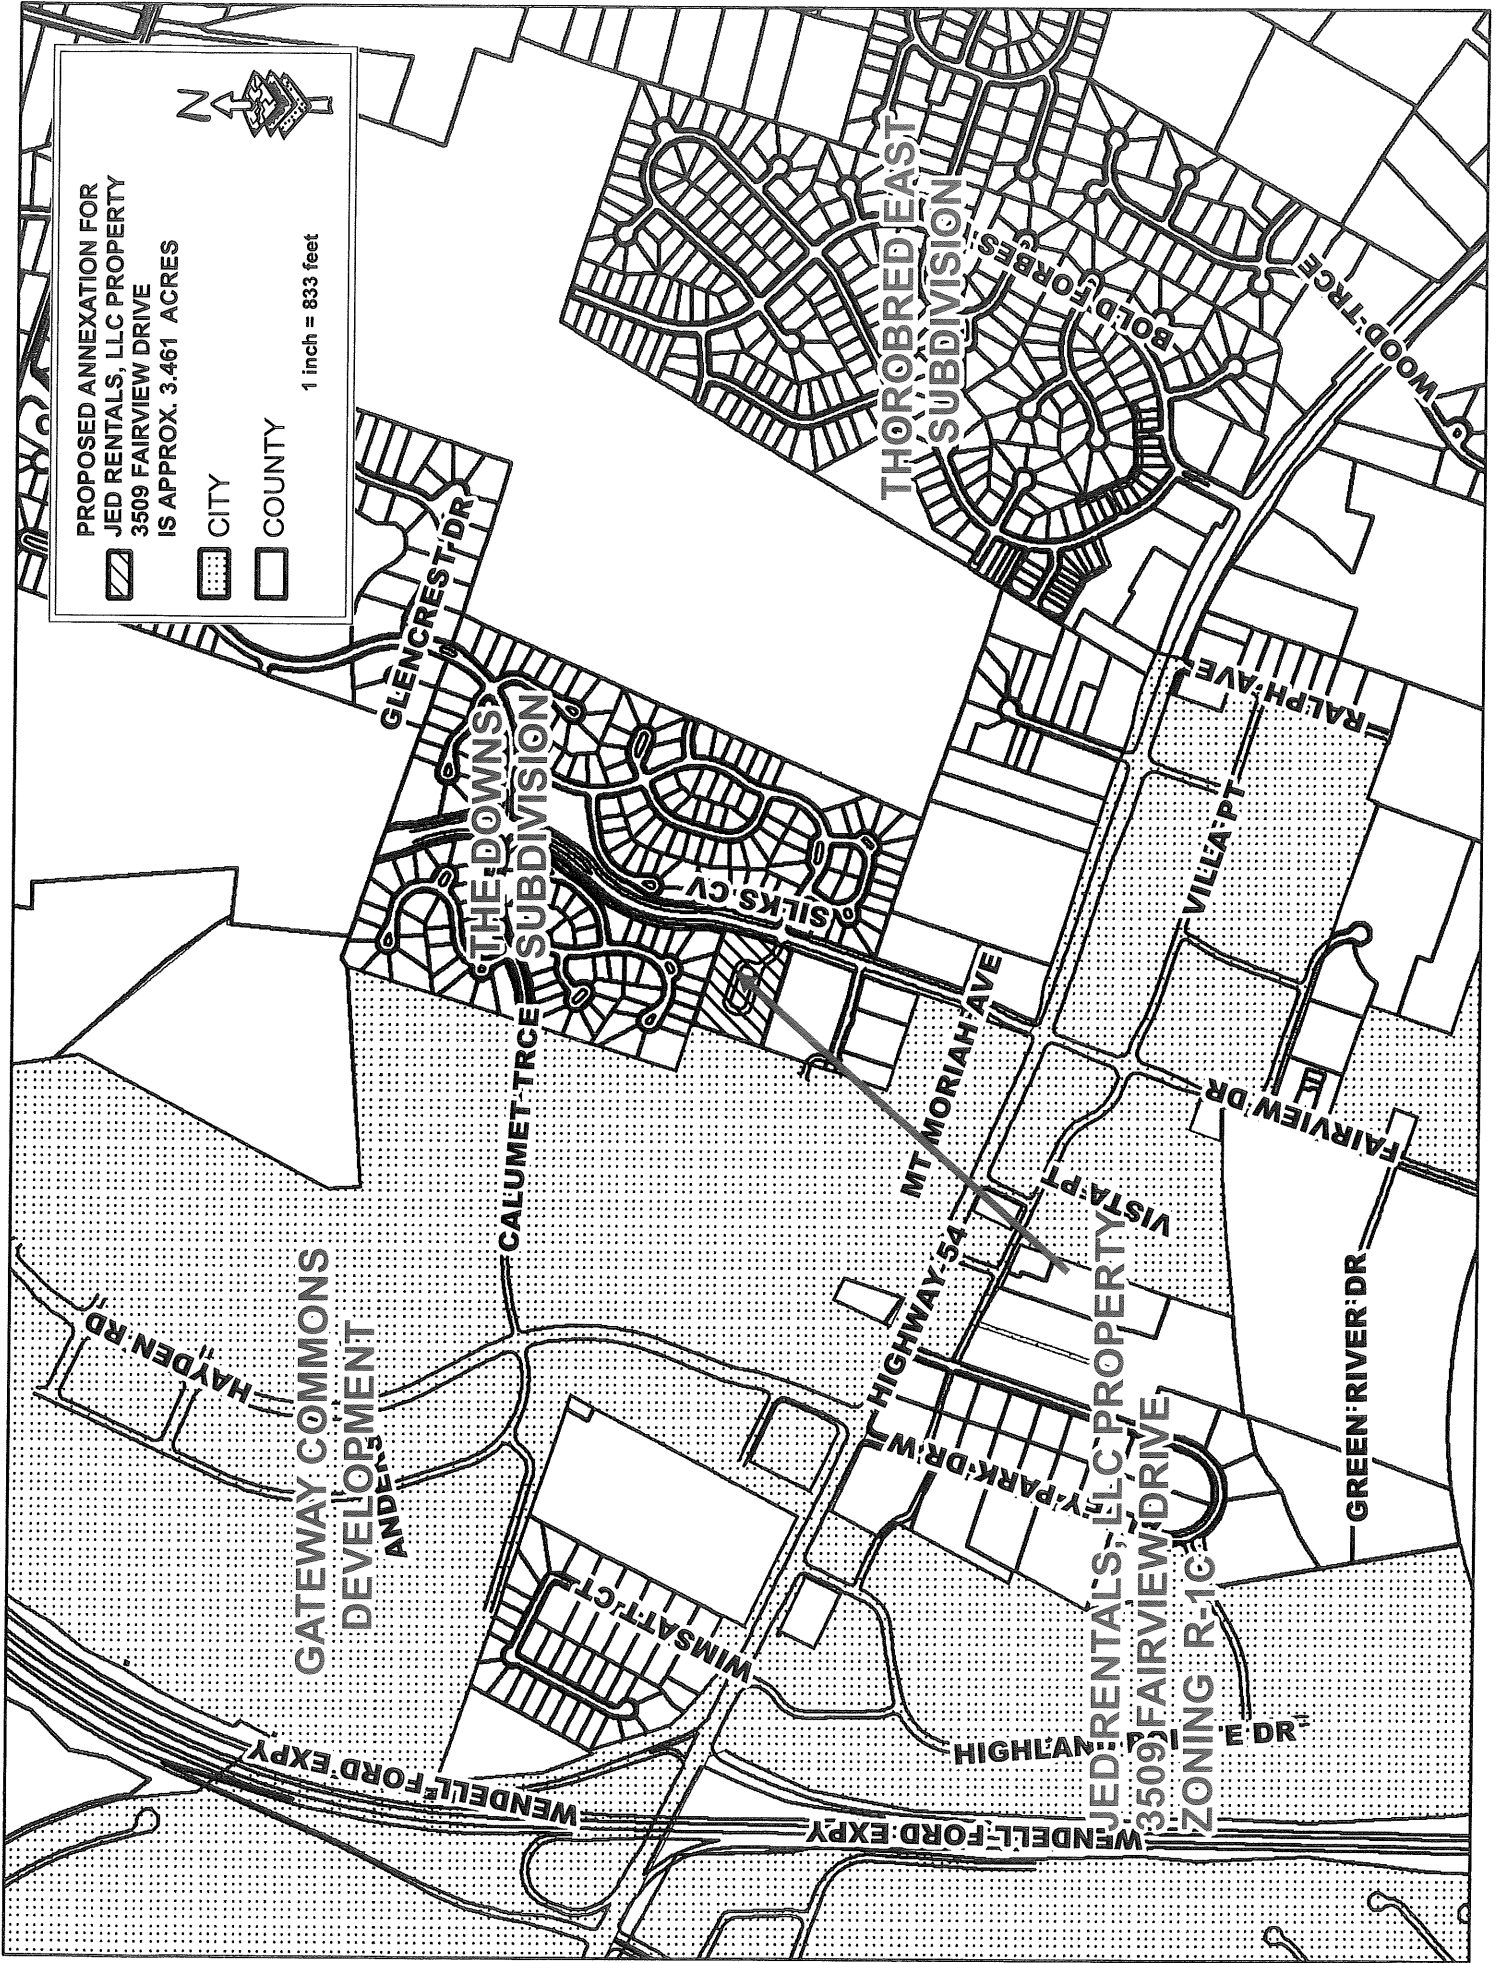 PROPOSED ANNEXATION FOR
JED RENTALS, LLC PROPERTY
3509 FAIRVIEW DRIVE
IS APPROX. 3.461 ACRES
CITY
COUNTY
1 inch = 833 feet
N
GATEWAY COMMONS
DEVELOPMENT
HAYDEN RD
WENDELL FORD EXPY
CALUMET TRCE
GLENCREST DR
THE DOWNS
SUBDIVISION
SILKS CV
WIMSATT CT
MT MORIAH AVE
HIGHWAY 54
THOROBRED EAST
SUBDIVISION
BOLD FORBES
WOOD TRCE
RALPH AVE
VILLA PT
FAIRVIEW DR
VISTA PT
PARK DR W
GREEN RIVER DR
JED RENTALS, LLC PROPERTY
3509 FAIRVIEW DRIVE
ZONING R-1C
DR
WENDELL FORD EXPY